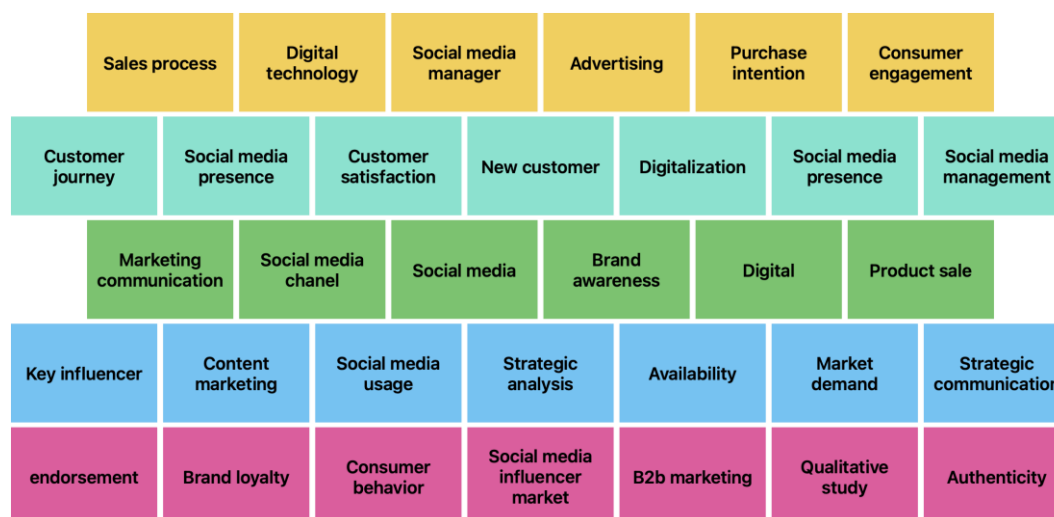 Sales process
Digital
technology
Social media
manager
Advertising
Purchase
intention
Consumer
engagement
Customer
journey
Social media
presence
Customer
satisfaction
New customer
Digitalization
Social media
presence
Social media
management
Marketing
communication
Social media
chanel
Social media
Brand
awareness
Digital
Product sale
Key influencer
Content
marketing
Social media
usage
Strategic
analysis
Availability
Market
demand
Strategic
communication
endorsement
Brand loyalty
Consumer
behavior
Social media
influencer
market
B2b marketing
Qualitative
study
Authenticity